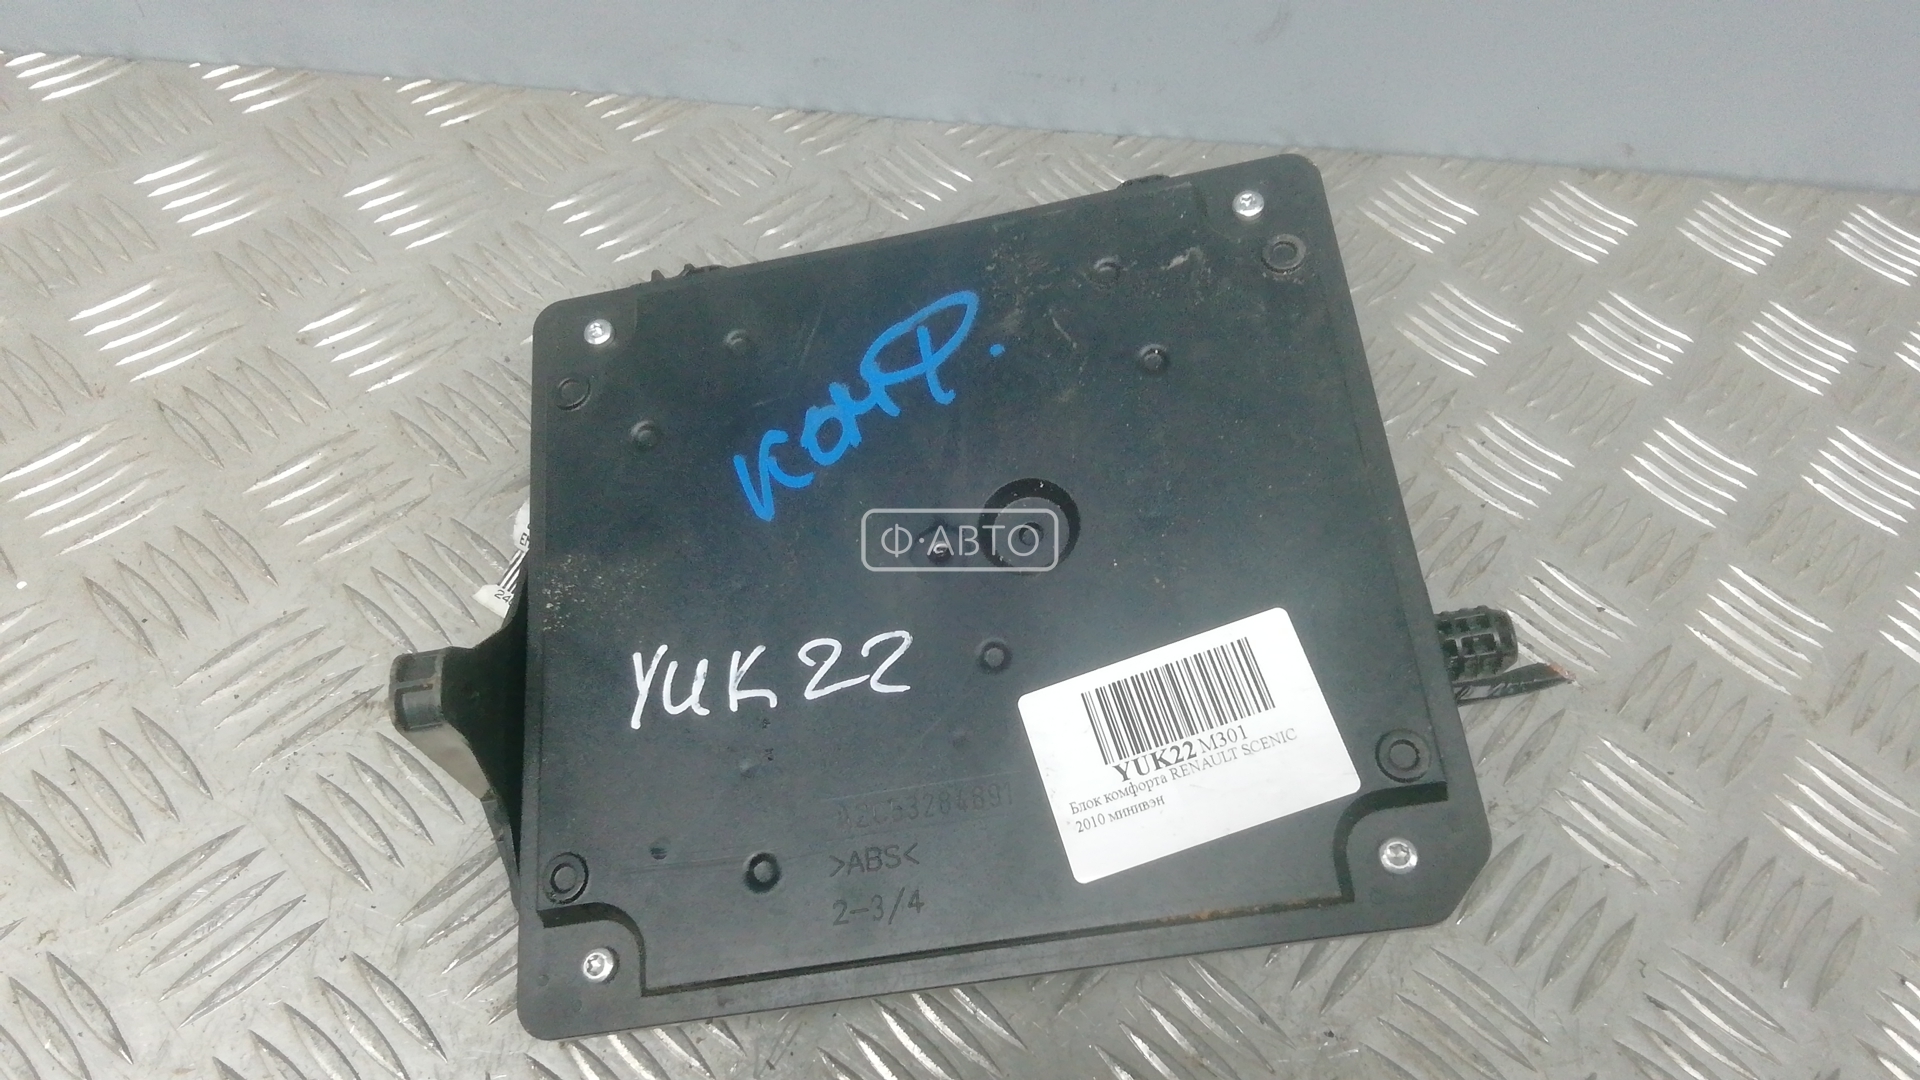 комф.
Ф·АВТО
YUK22
YUK22 M301
Блок комфорта RENAULT SCENIC
2010 минивэн
>ABS<
2-3/4